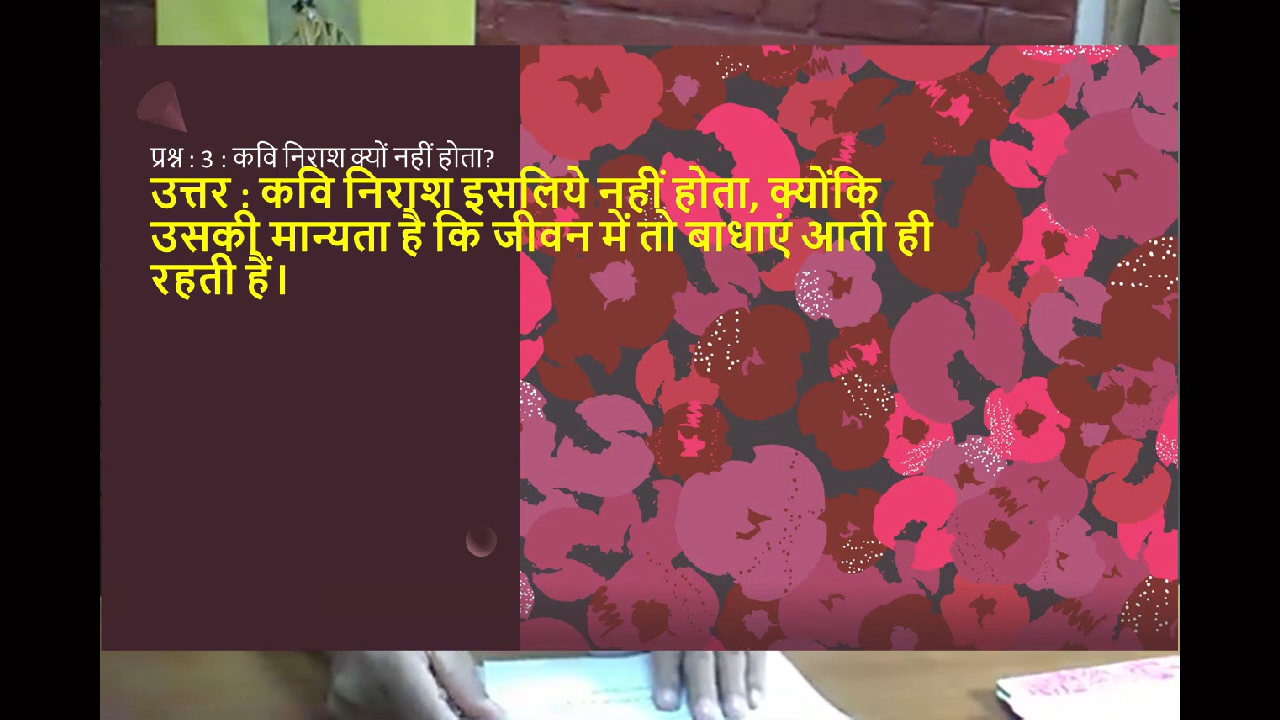 प्रश्न : 3 : कवि निराश क्यों नहीं होता?
उत्तर : कवि निराश इसलिये नहीं होता, क्योंकि
उसकी मान्यता है कि जीवन में तो बाधाएं आती ही
रहती हैं।